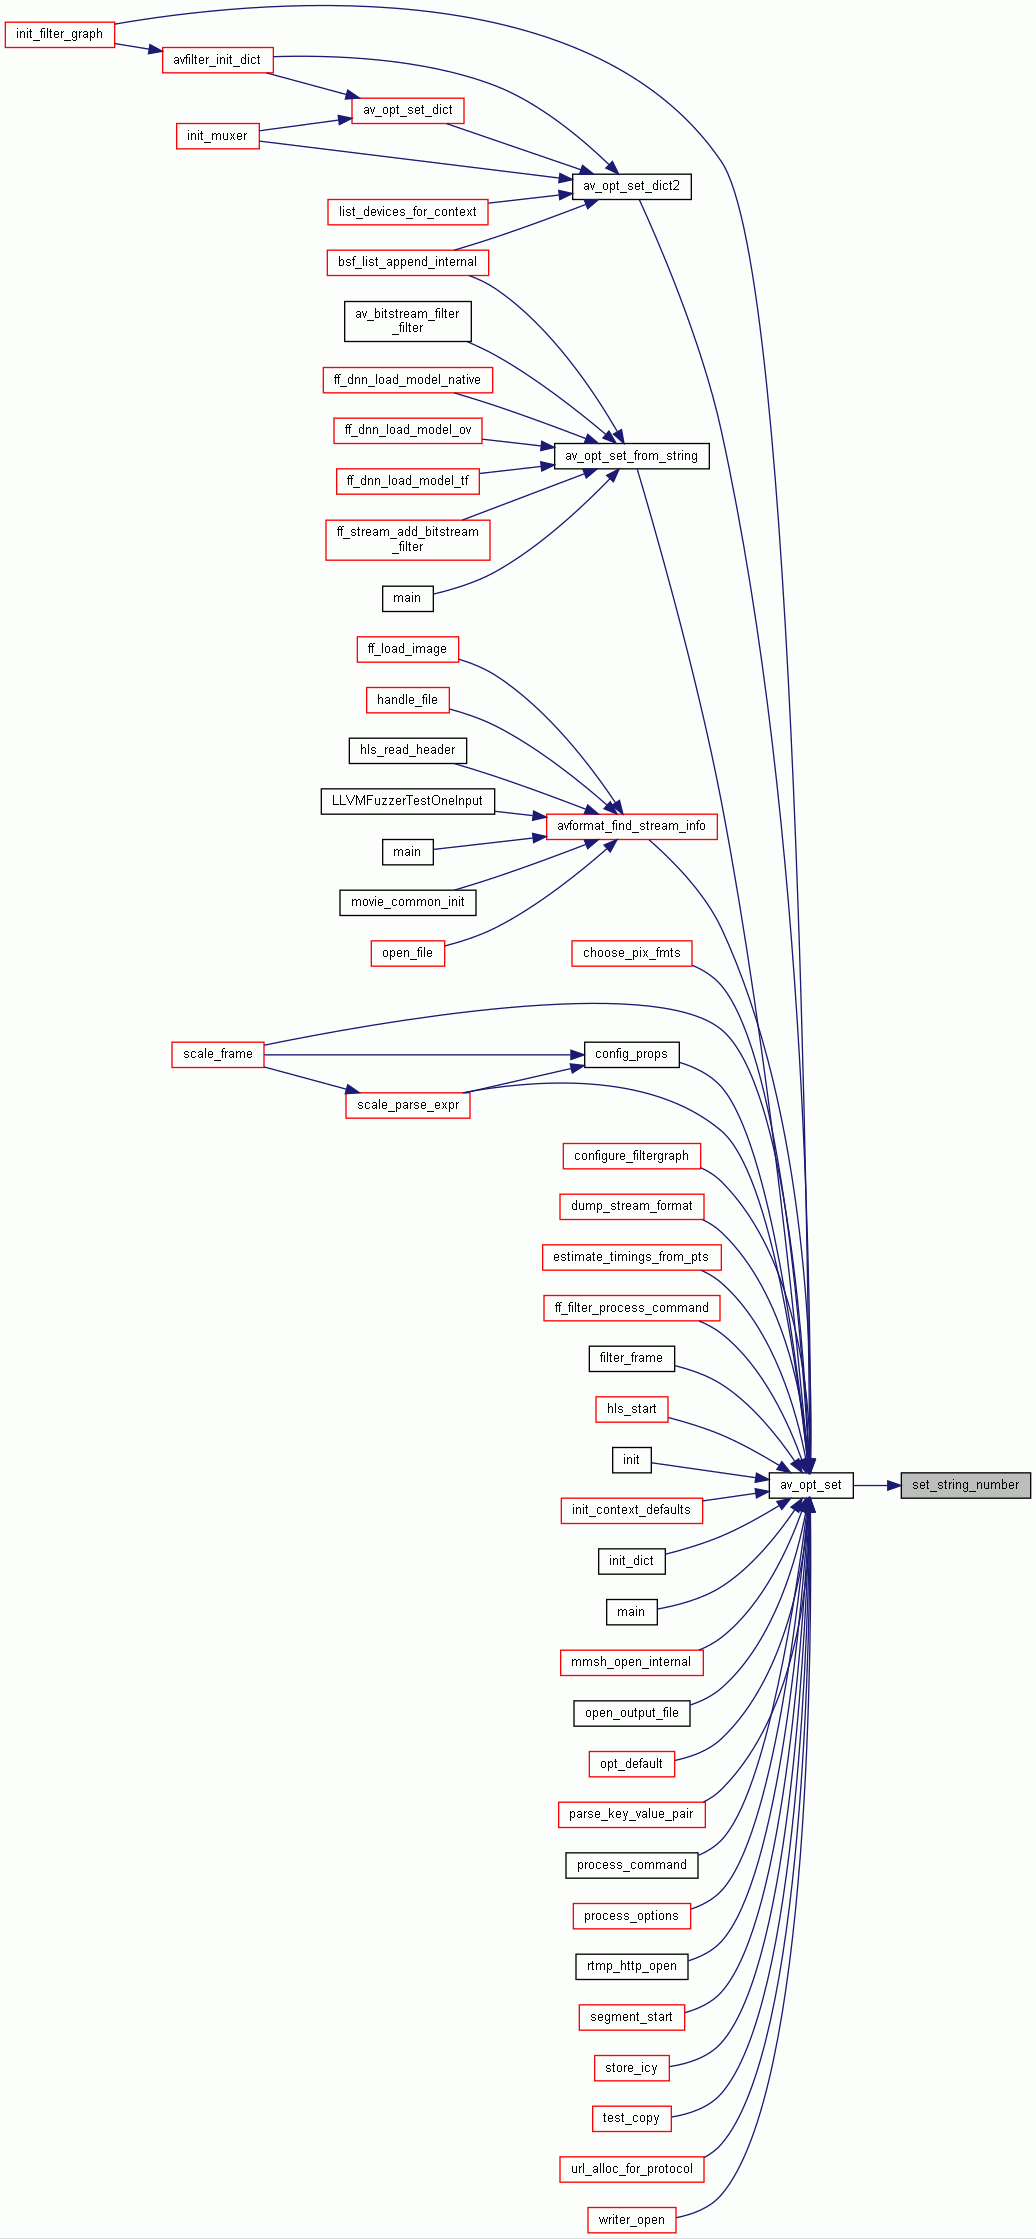 init_filter_graph
avfilter_init_dict
av_opt_set_dict
init_muxer
av_opt_set_dict2
list_devices_for_context
bsf_list_append_internal
av_bitstream_filter
_filter
ff_dnn_load_model_native
ff_dnn_load_model_ov
av_opt_set_from_string
ff_dnn_load_model_tf
ff_stream_add_bitstream
_filter
main
ff_load_image
handle_file
hls_read_header
LLVMFuzzerTestOneInput
avformat_find_stream_info
main
movie_common_init
open_file
choose_pix_fmts
scale_frame
config_props
scale_parse_expr
configure_filtergraph
dump_stream_format
estimate_timings_from_pts
ff_filter_process_command
filter_frame
hls_start
init
av_opt_set
set_string_number
init_context_defaults
init_dict
main
mmsh_open_internal
open_output_file
opt_default
parse_key_value_pair
process_command
process_options
rtmp_http_open
segment_start
store_icy
test_copy
url_alloc_for_protocol
writer_open